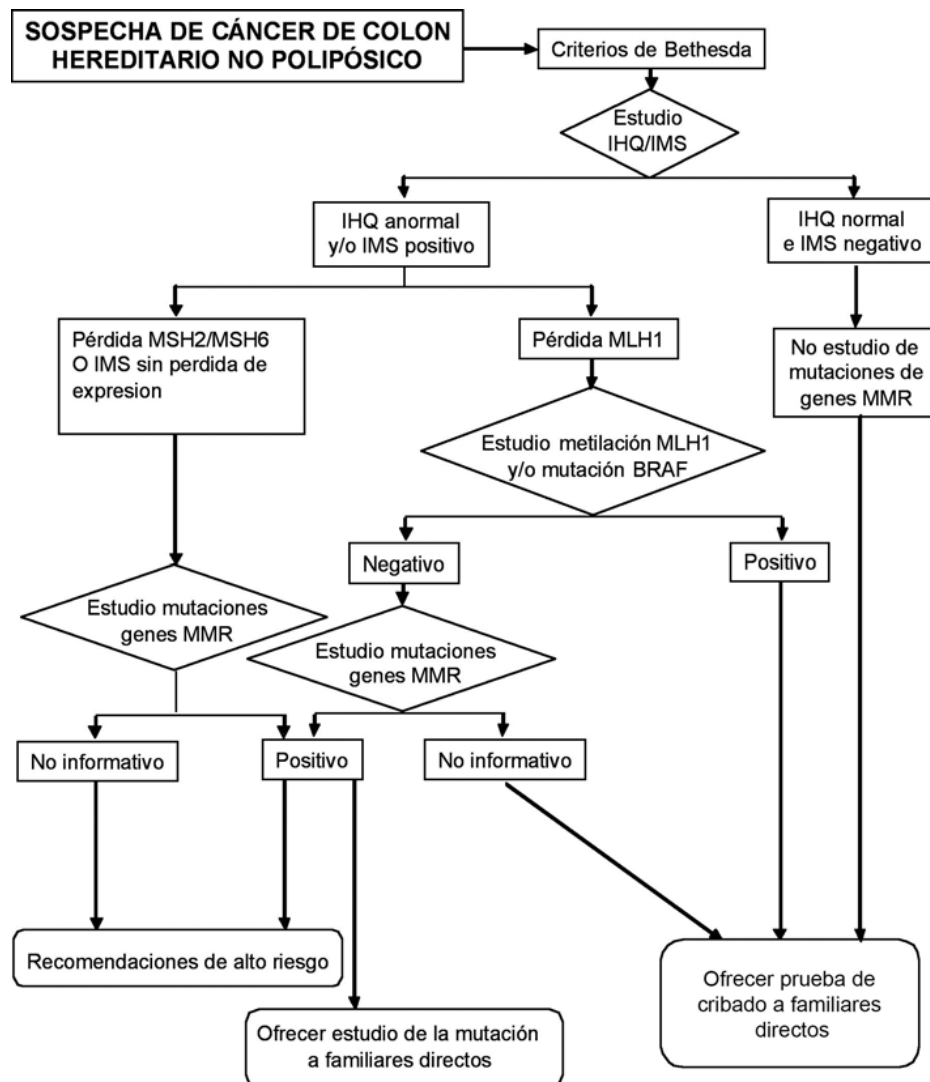 SOSPECHA DE CÁNCER DE COLON
HEREDITARIO NO POLIPÓSICO
Criterios de Bethesda
Estudio
IHQ/IMS
IHQ anormal
y/o IMS positivo
IHQ normal
e IMS negativo
Pérdida MSH2/MSH6
O IMS sin perdida de
expresion
Pérdida MLH1
No estudio de
mutaciones de
genes MMR
Estudio metilación MLH1
y/o mutación BRAF
Negativo
Positivo
Estudio mutaciones
genes MMR
Estudio mutaciones
genes MMR
No informativo
Positivo
No informativo
Recomendaciones de alto riesgo
Ofrecer estudio de la mutación
a familiares directos
Ofrecer prueba de
cribado a familiares
directos